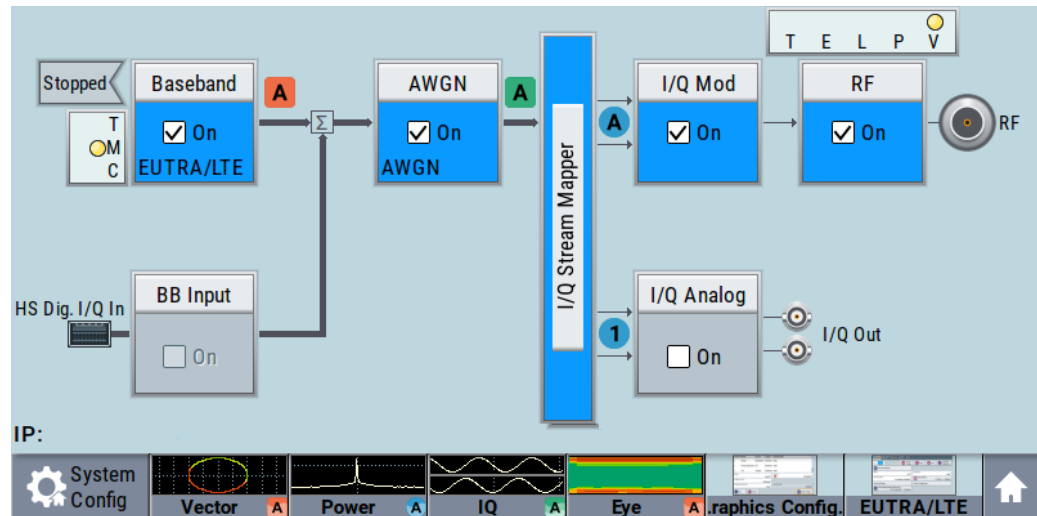 T E L P V
Stopped
Baseband
A
AWGN
A
I/Q Mod
RF
T
M
C
On
EUTRA/LTE
Σ
On
AWGN
I/Q Stream Mapper
A
On
On
RF
HS Dig. I/Q In
BB Input
On
1
I/Q Analog
On
I/Q Out
IP:
System
Config
Vector A
Power A
IQ A
Eye A
.raphics Config.
EUTRA/LTE